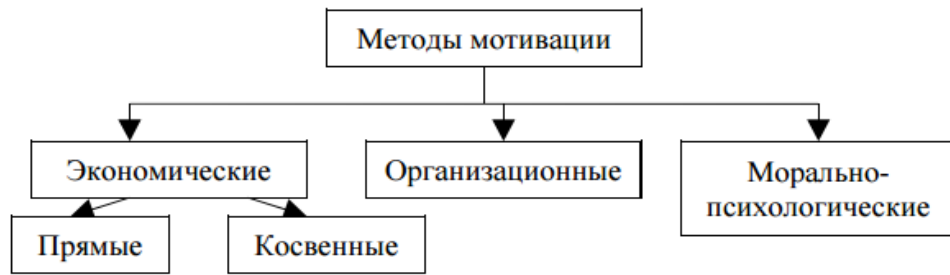 Методы мотивации
Экономические
Организационные
Морально-
психологические
Прямые
Косвенные